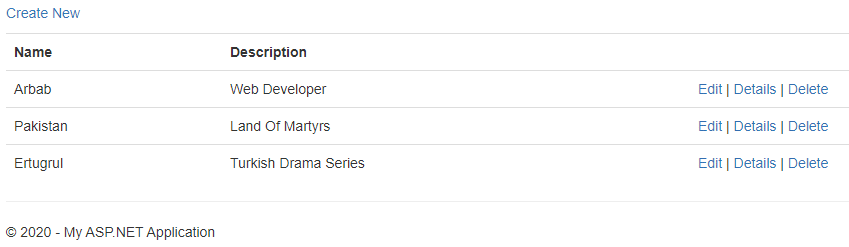 Create New
Name Description
Arbab Web Developer Edit | Details | Delete
Pakistan Land Of Martyrs Edit | Details | Delete
Ertugrul Turkish Drama Series Edit | Details | Delete
© 2020 - My ASP.NET Application